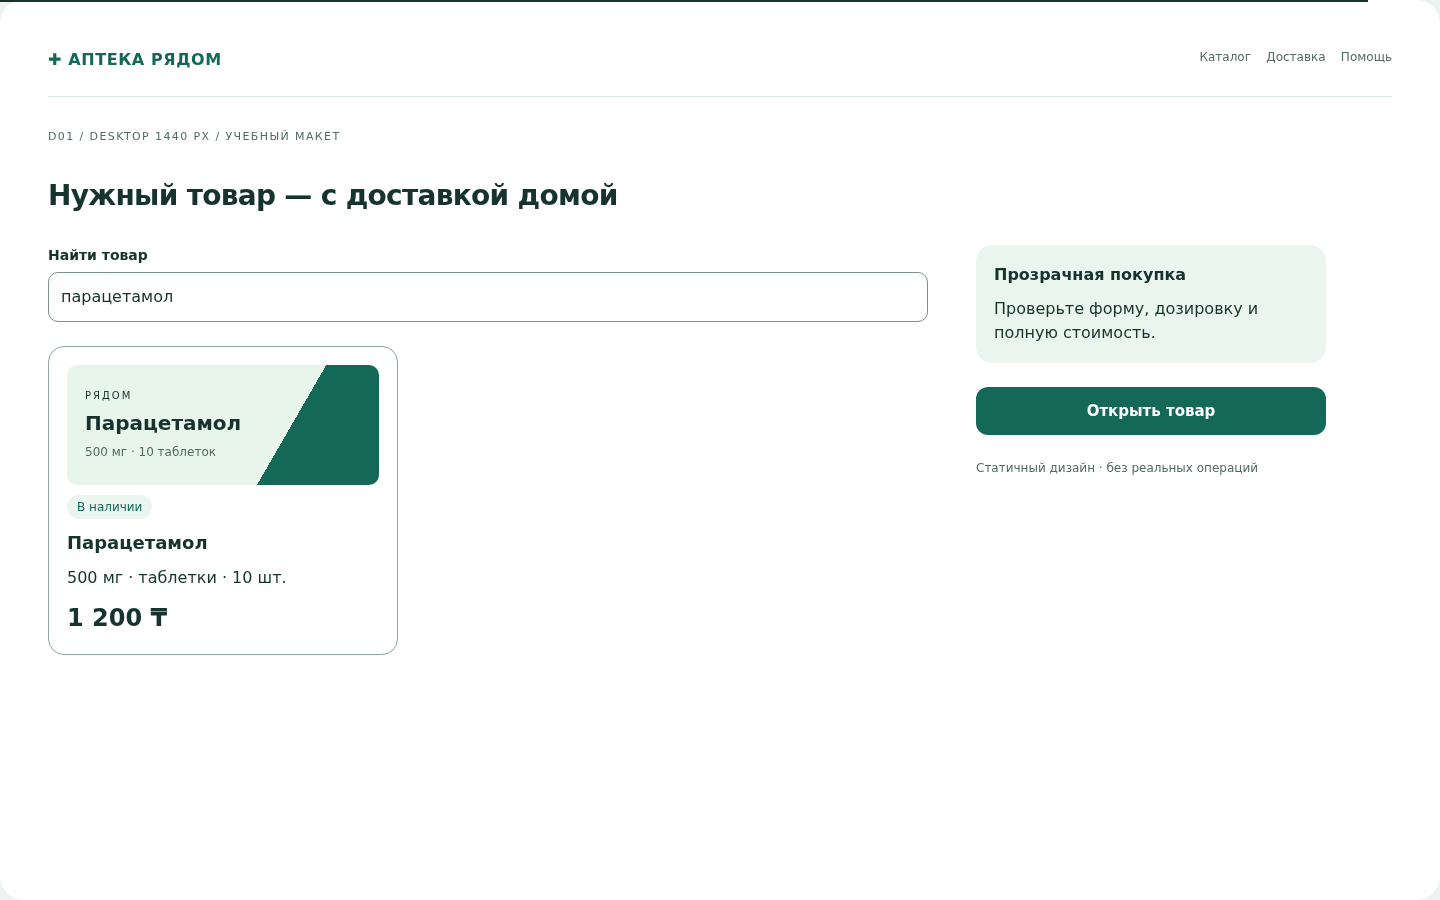 ✚ АПТЕКА РЯДОМ
Каталог Доставка Помощь
D01 / DESKTOP 1440 PX / УЧЕБНЫЙ МАКЕТ
Нужный товар — с доставкой домой
Найти товар
парацетамол
РЯДОМ
Парацетамол
500 мг · 10 таблеток
В наличии
Парацетамол
500 мг · таблетки · 10 шт.
1 200 ₸
Прозрачная покупка
Проверьте форму, дозировку и
полную стоимость.
Открыть товар
Статичный дизайн · без реальных операций